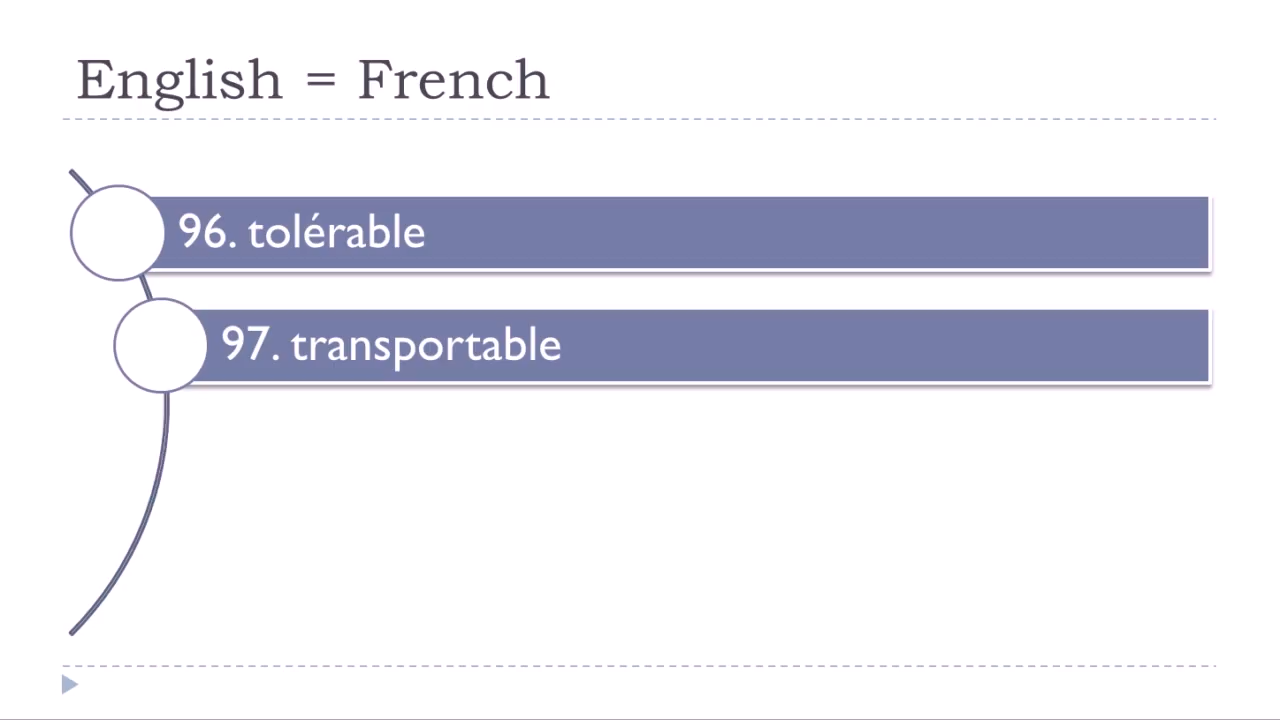 English = French
96. tolérable
97. transportable